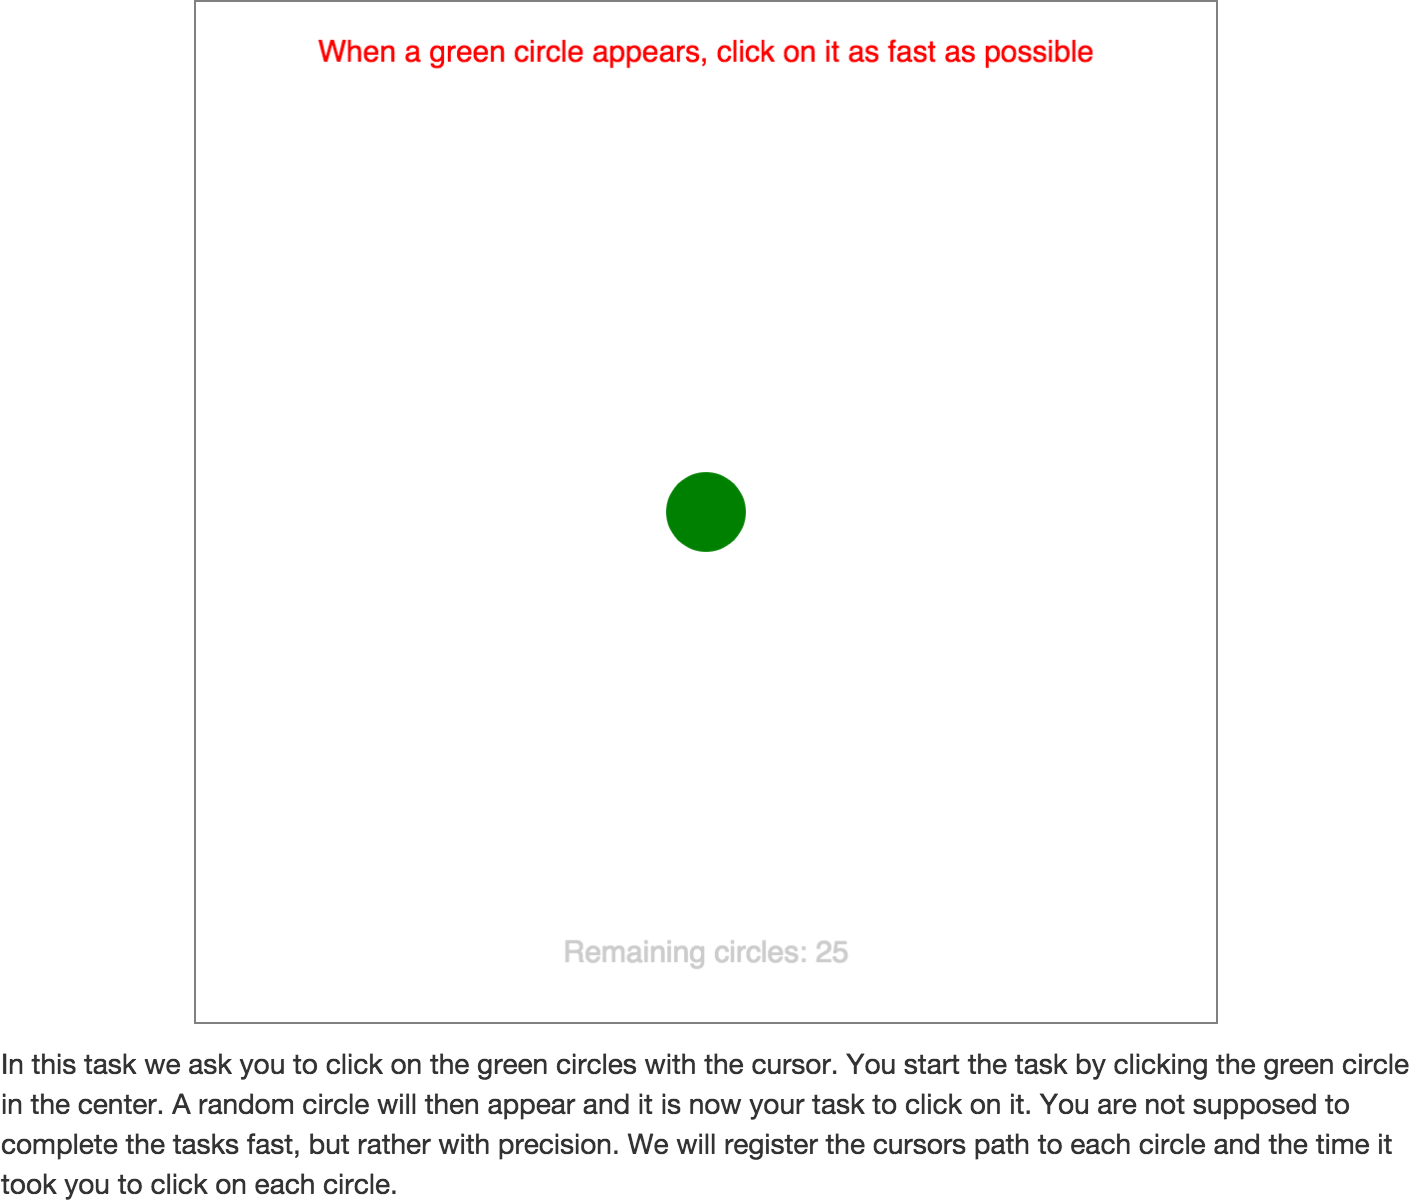 When a green circle appears, click on it as fast as possible
Remaining circles: 25
In this task we ask you to click on the green circles with the cursor. You start the task by clicking the green circle
in the center. A random circle will then appear and it is now your task to click on it. You are not supposed to
complete the tasks fast, but rather with precision. We will register the cursors path to each circle and the time it
took you to click on each circle.